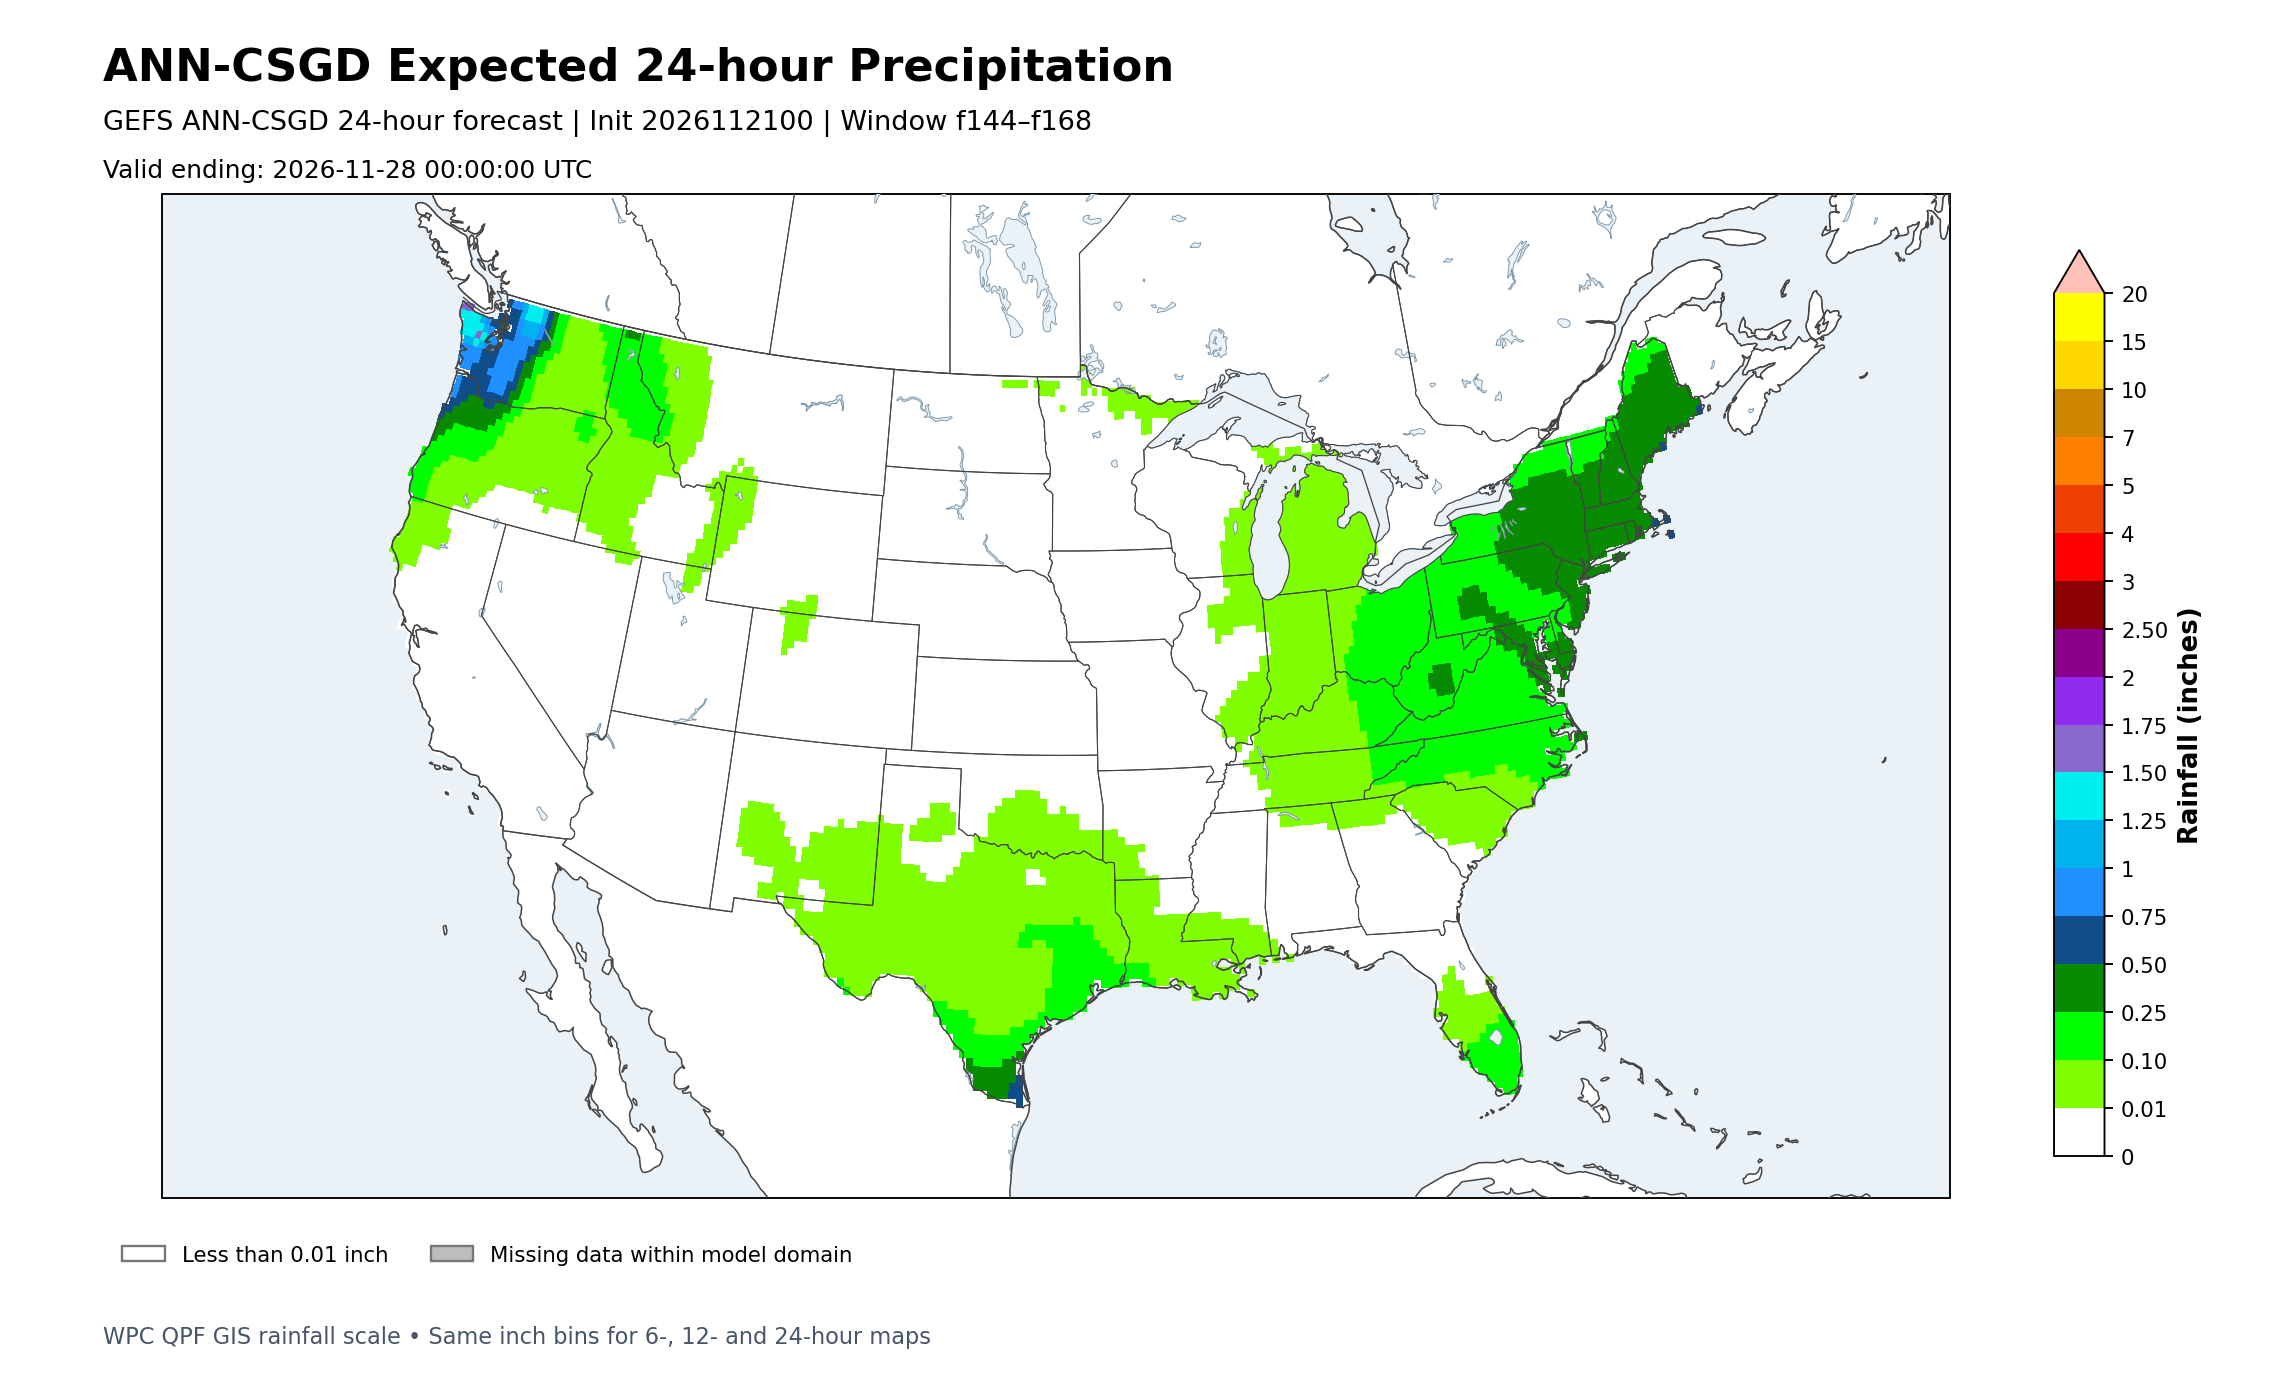 ANN-CSGD Expected 24-hour Precipitation
GEFS ANN-CSGD 24-hour forecast | Init 2026112100 | Window f144–f168
Valid ending: 2026-11-28 00:00:00 UTC
20
15
10
7
5
4
3
2.50
2
1.75
1.50
1.25
1
0.75
0.50
0.25
0.10
0.01
0
Rainfall (inches)
Less than 0.01 inch
Missing data within model domain
WPC QPF GIS rainfall scale • Same inch bins for 6-, 12- and 24-hour maps